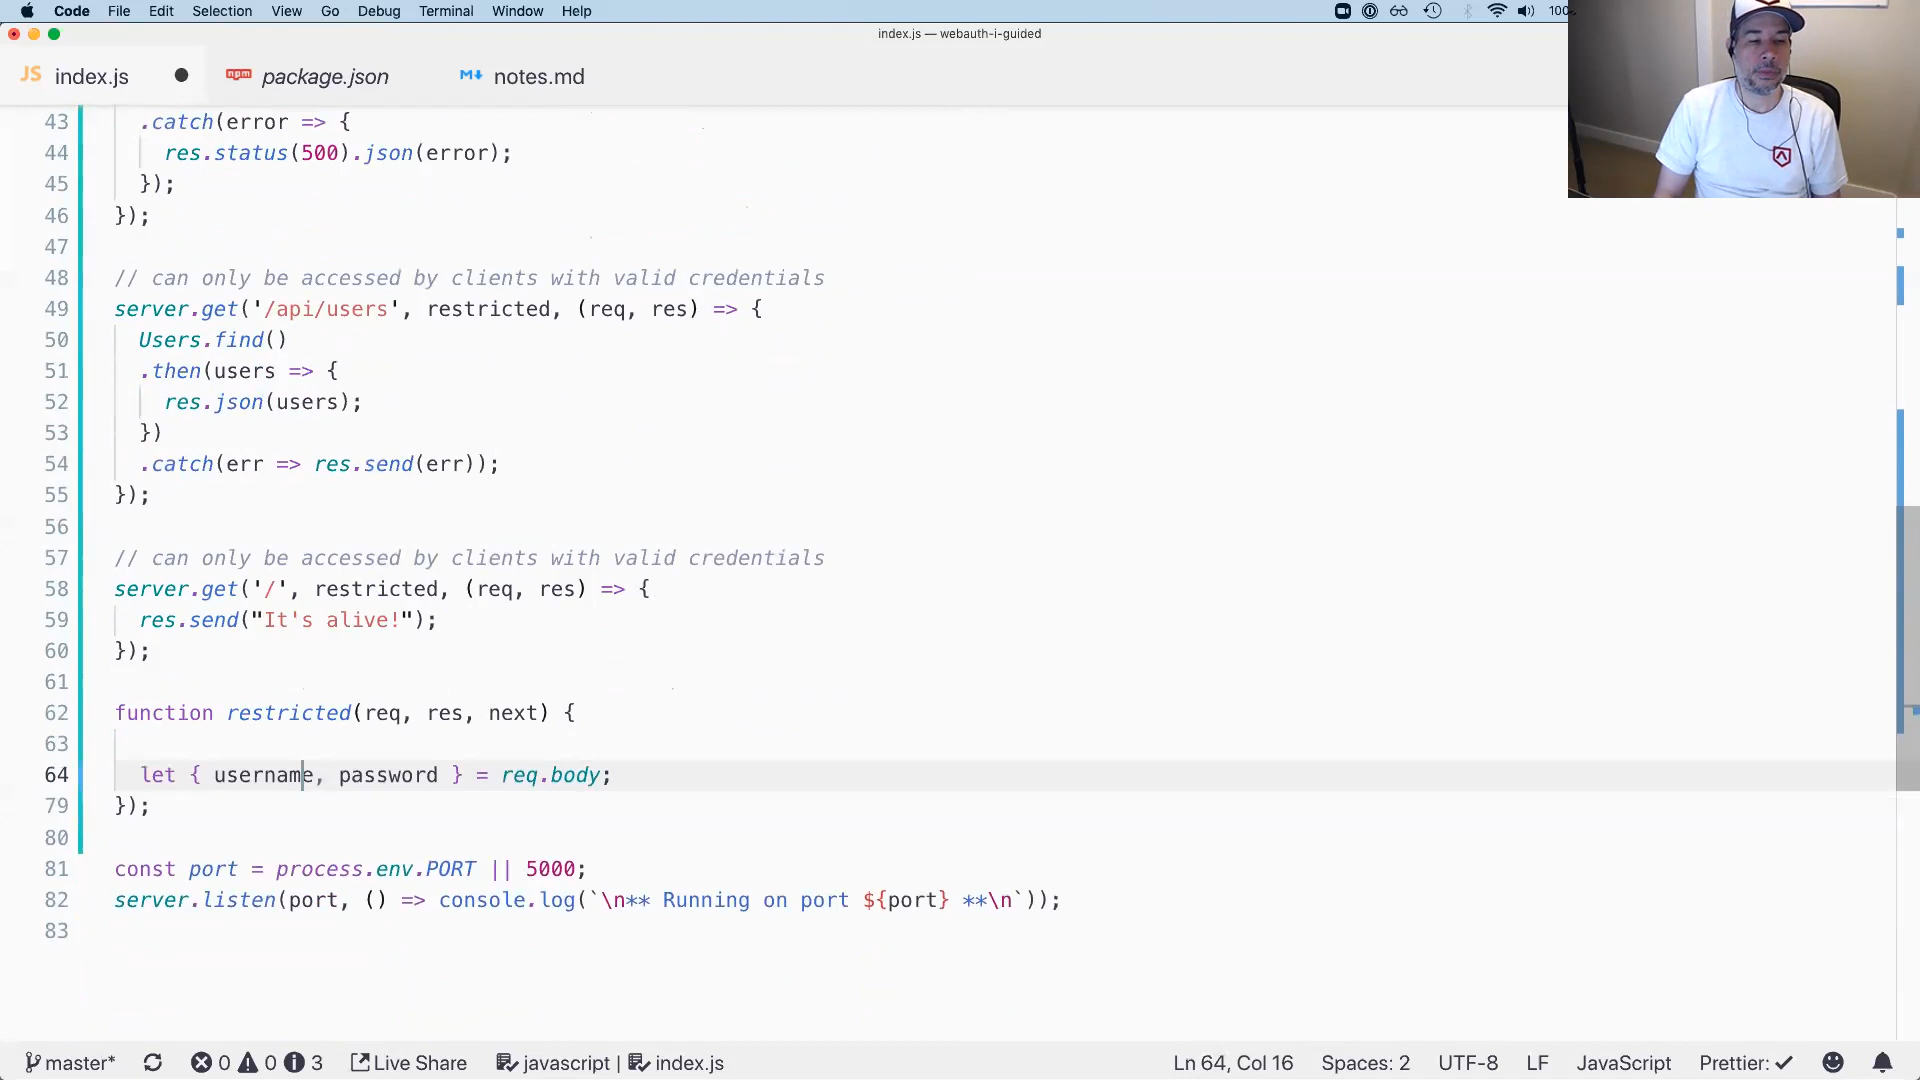 Code File Edit Selection View Go Debug Terminal Window Help
index.js — webauth-i-guided
JS index.js package.json notes.md
43 .catch(error => {
44 res.status(500).json(error);
45 });
46 });
47
48 // can only be accessed by clients with valid credentials
49 server.get('/api/users', restricted, (req, res) => {
50 Users.find()
51 .then(users => {
52 res.json(users);
53 })
54 .catch(err => res.send(err));
55 });
56
57 // can only be accessed by clients with valid credentials
58 server.get('/', restricted, (req, res) => {
59 res.send("It's alive!");
60 });
61
62 function restricted(req, res, next) {
63
64 let { username, password } = req.body;
79 });
80
81 const port = process.env.PORT || 5000;
82 server.listen(port, () => console.log(`\n** Running on port ${port} **\n`));
83
master* 0 0 3 Live Share javascript | index.js Ln 64, Col 16 Spaces: 2 UTF-8 LF JavaScript Prettier: ✓